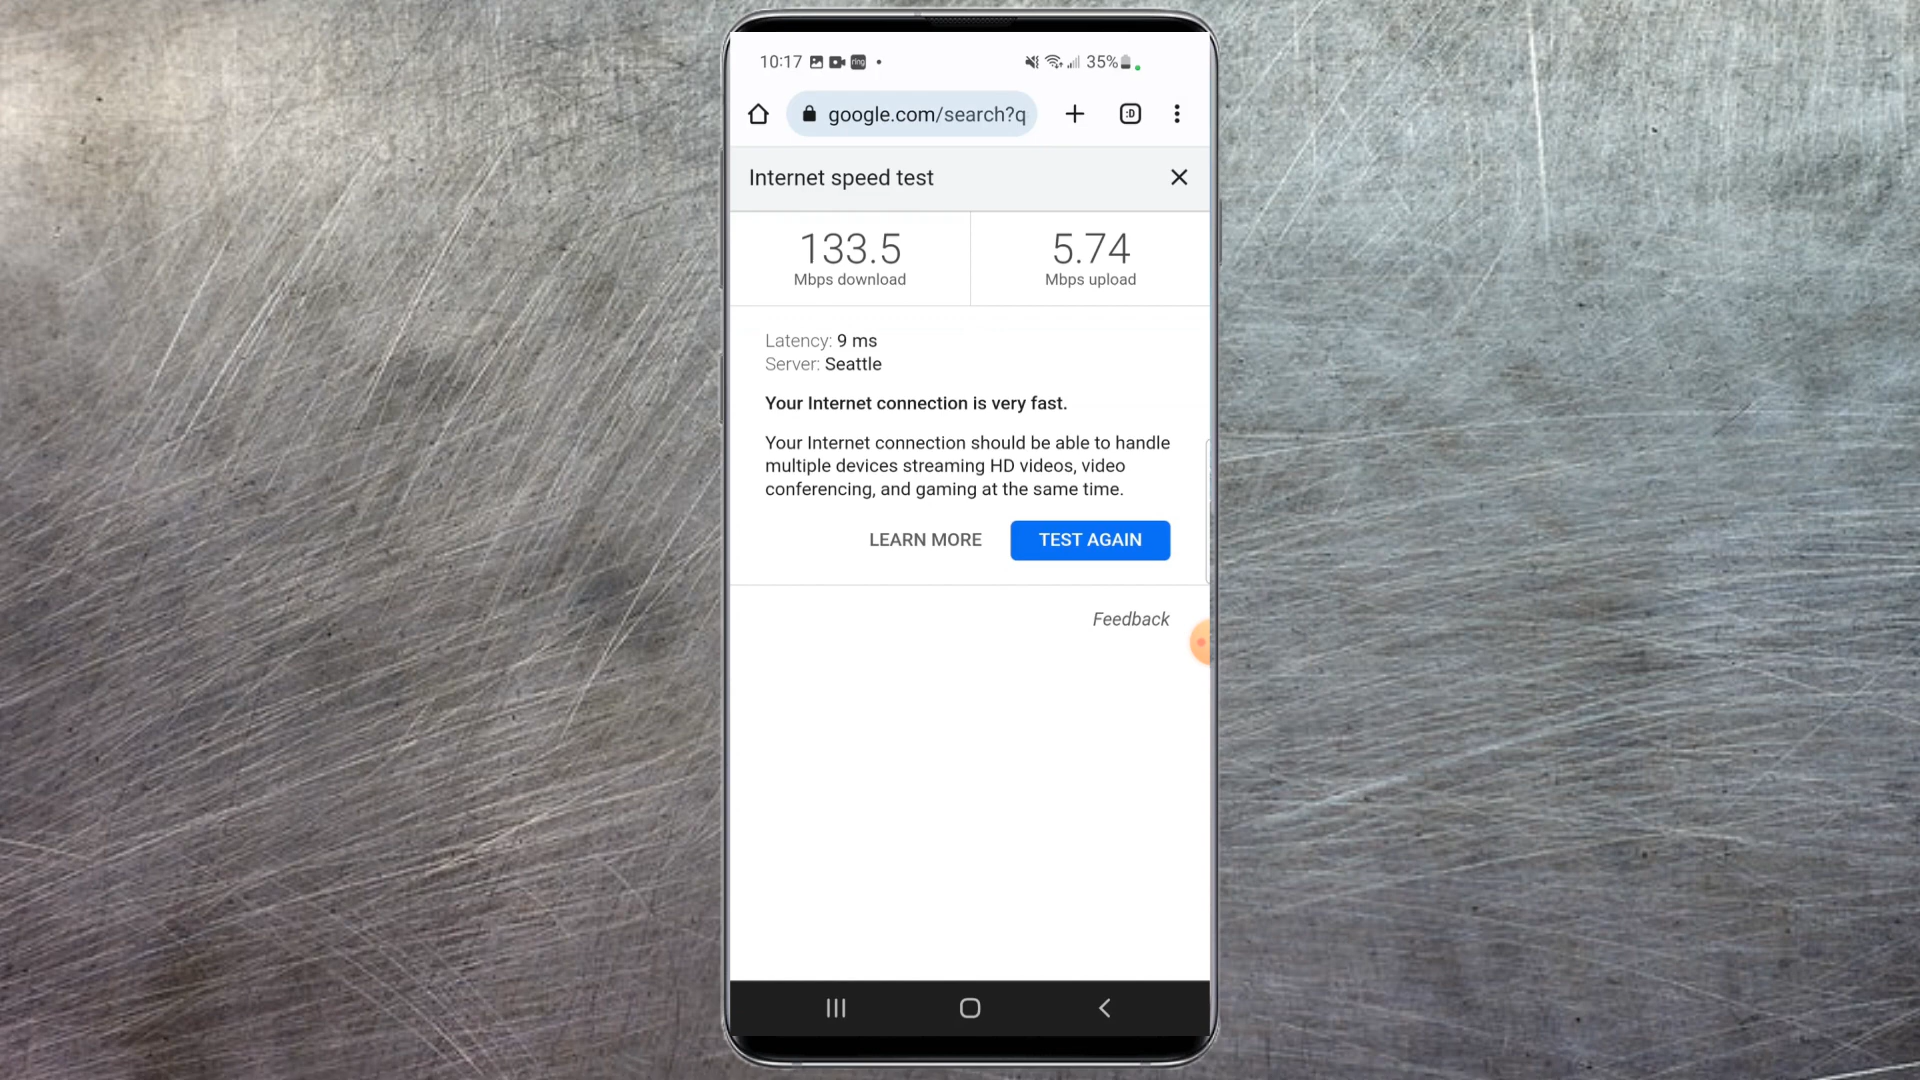 10:17 ring 35%
google.com/search?q :D
Internet speed test
133.5
Mbps download
5.74
Mbps upload
Latency: 9 ms
Server: Seattle
Your Internet connection is very fast.
Your Internet connection should be able to handle
multiple devices streaming HD videos, video
conferencing, and gaming at the same time.
LEARN MORE
TEST AGAIN
Feedback